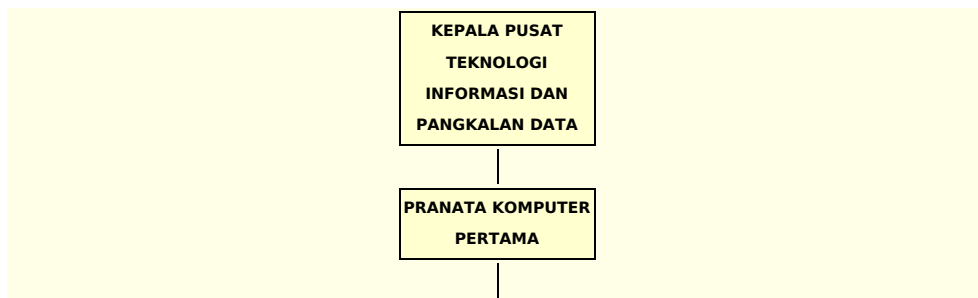 KEPALA PUSAT
TEKNOLOGI
INFORMASI DAN
PANGKALAN DATA
PRANATA KOMPUTER
PERTAMA